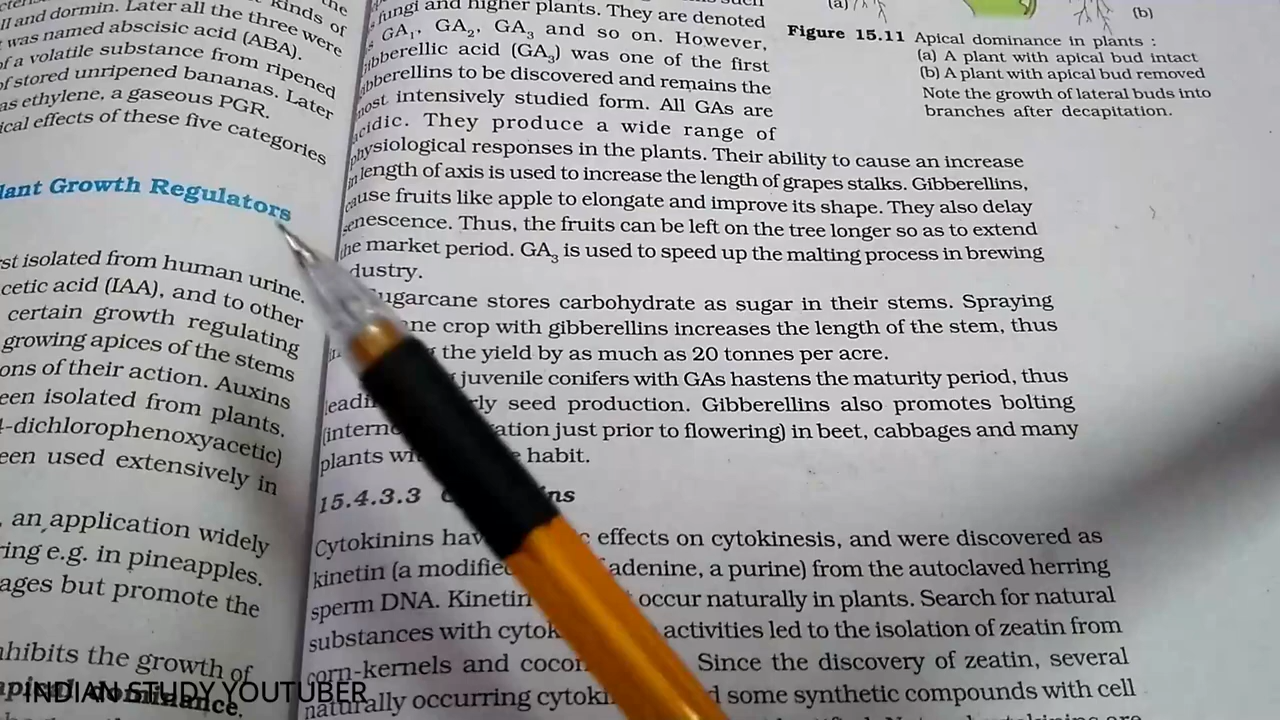 the
kinds of
and dormin. Later all the three were
was named abscisic acid (ABA).
of a volatile substance from ripened
of stored unripened bananas. Later
as ethylene, a gaseous PGR.
ical effects of these five categories
lant Growth Regulators
rst isolated from human urine.
cetic acid (IAA), and to other
certain growth regulating
growing apices of the stems
ons of their action. Auxins
een isolated from plants.
-dichlorophenoxyacetic)
een used extensively in
, an application widely
ring e.g. in pineapples.
ages but promote the
nhibits the growth of
dominance.
fungi and higher plants. They are denoted
GA1, GA2, GA3 and so on. However,
ibberellic acid (GA3) was one of the first
ibberellins to be discovered and remains the
most intensively studied form. All GAs are
acidic. They produce a wide range of
physiological responses in the plants. Their ability to cause an increase
in length of axis is used to increase the length of grapes stalks. Gibberellins,
cause fruits like apple to elongate and improve its shape. They also delay
senescence. Thus, the fruits can be left on the tree longer so as to extend
the market period. GA3 is used to speed up the malting process in brewing
dustry.
ugarcane stores carbohydrate as sugar in their stems. Spraying
ne crop with gibberellins increases the length of the stem, thus
the yield by as much as 20 tonnes per acre.
juvenile conifers with GAs hastens the maturity period, thus
leadi rly seed production. Gibberellins also promotes bolting
(intern ation just prior to flowering) in beet, cabbages and many
plants wi habit.
15.4.3.3 C ins
Cytokinins hav effects on cytokinesis, and were discovered as
kinetin (a modifie adenine, a purine) from the autoclaved herring
sperm DNA. Kinetin occur naturally in plants. Search for natural
substances with cytok activities led to the isolation of zeatin from
corn-kernels and cocon Since the discovery of zeatin, several
naturally occurring cytoki d some synthetic compounds with cell
(a)
(b)
Figure 15.11 Apical dominance in plants :
(a) A plant with apical bud intact
(b) A plant with apical bud removed
Note the growth of lateral buds into
branches after decapitation.
INDIAN STUDY YOUTUBER